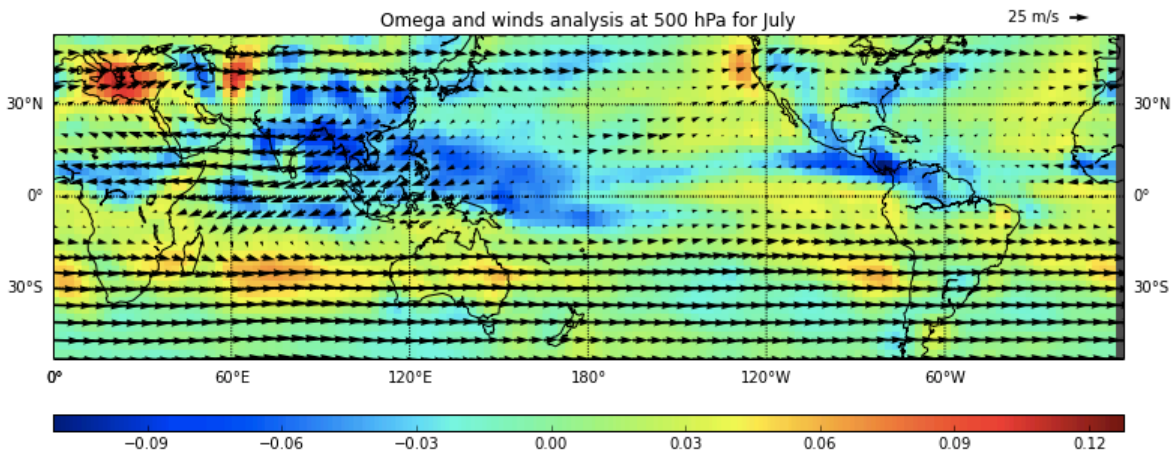 Omega and winds analysis at 500 hPa for July
25 m/s
30°N
30°N
0°
0°
30°S
30°S
0°
60°E
120°E
180°
120°W
60°W
−0.09
−0.06
−0.03
0.00
0.03
0.06
0.09
0.12